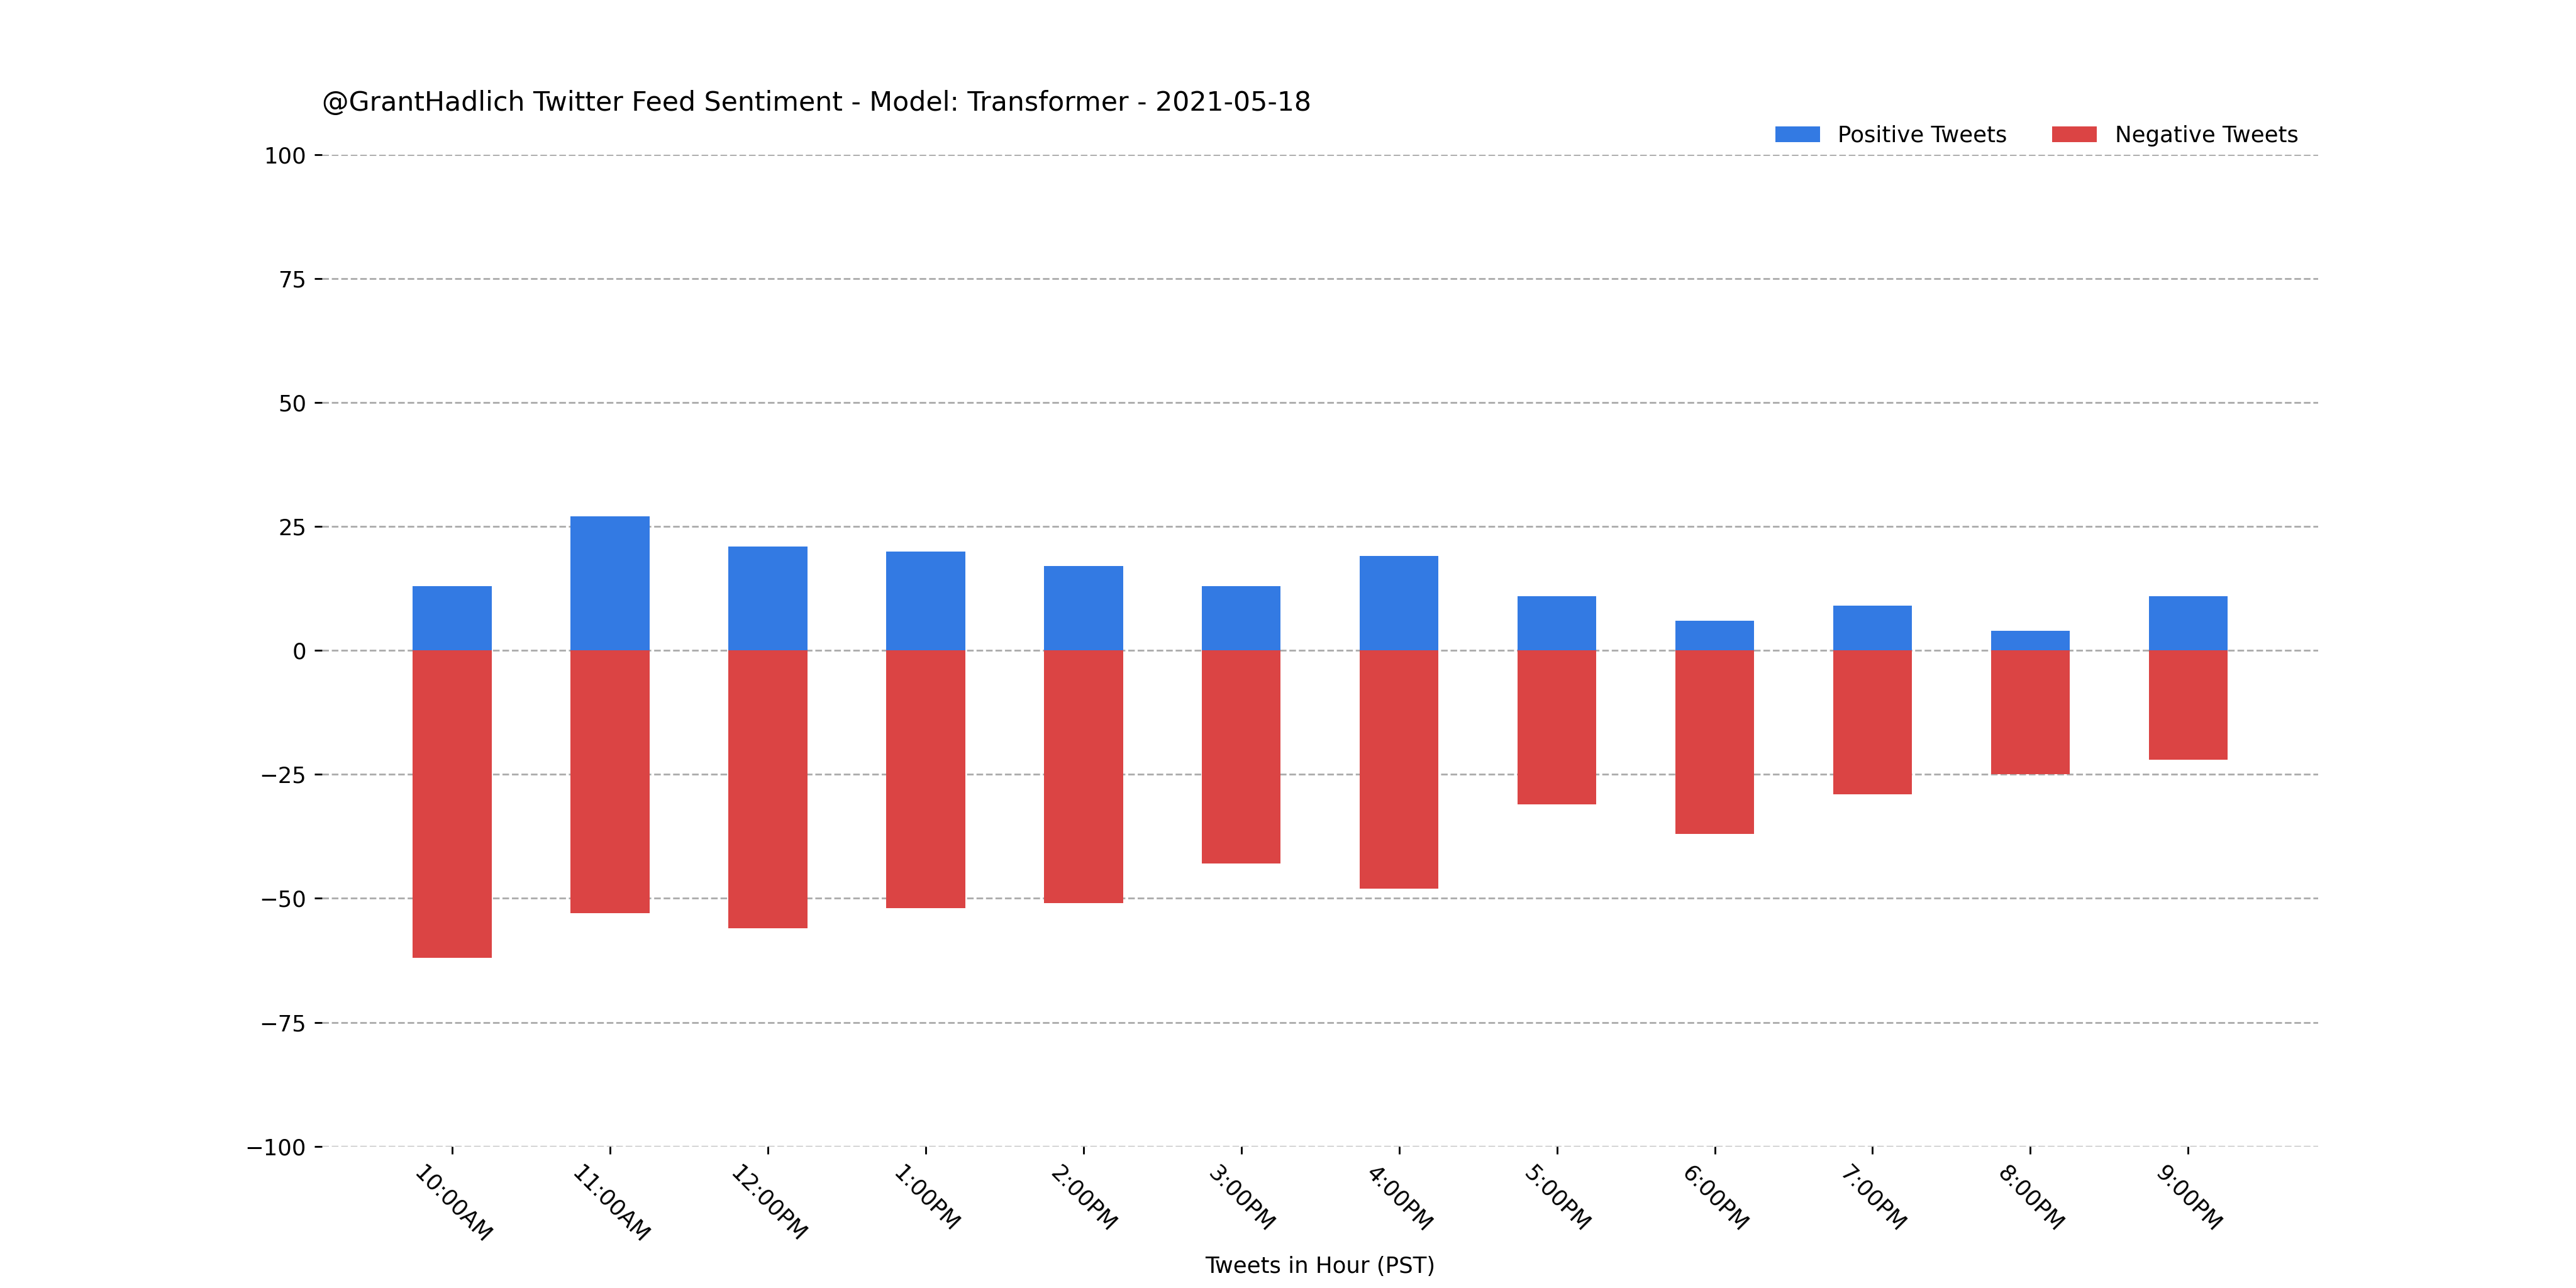 @GrantHadlich Twitter Feed Sentiment - Model: Transformer - 2021-05-18
Positive Tweets
Negative Tweets
100
75
50
25
0
−25
−50
−75
−100
10:00AM
11:00AM
12:00PM
1:00PM
2:00PM
3:00PM
4:00PM
5:00PM
6:00PM
7:00PM
8:00PM
9:00PM
Tweets in Hour (PST)